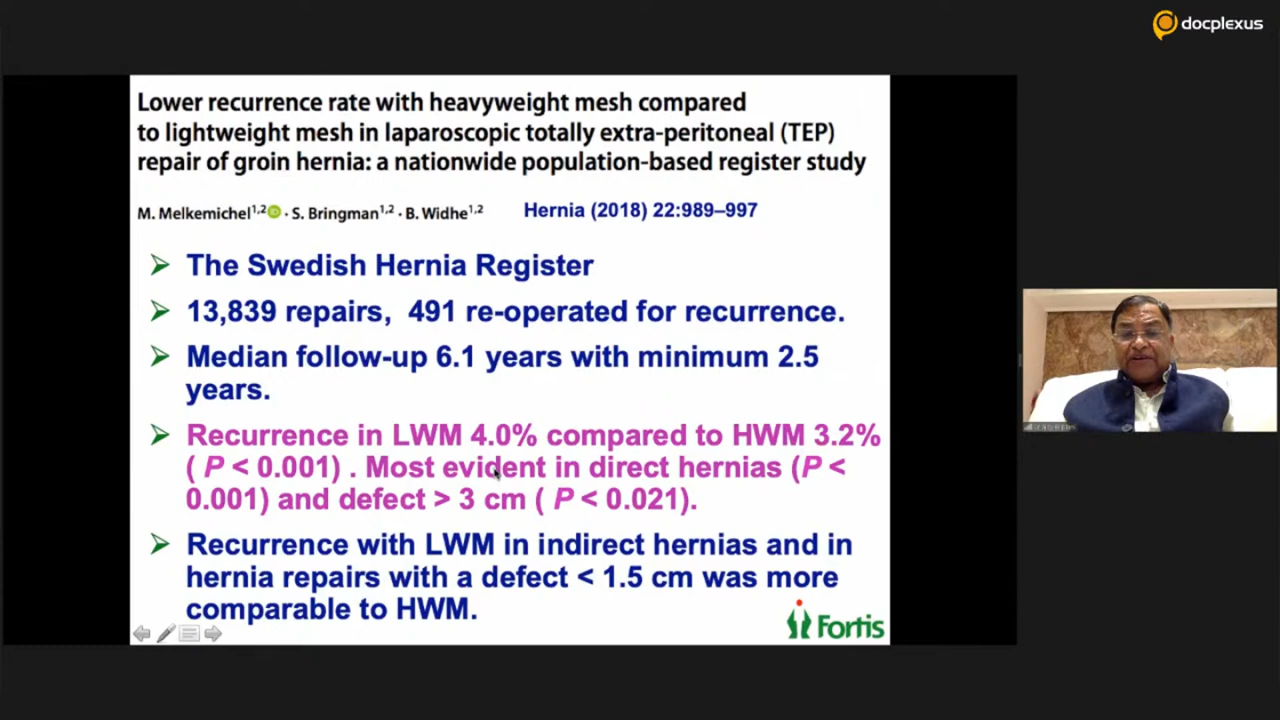 docplexus
Lower recurrence rate with heavyweight mesh compared
to lightweight mesh in laparoscopic totally extra-peritoneal (TEP)
repair of groin hernia: a nationwide population-based register study
M. Melkemichel1,2 · S. Bringman1,2 · B. Widhe1,2
Hernia (2018) 22:989–997
➢ The Swedish Hernia Register
➢ 13,839 repairs, 491 re-operated for recurrence.
➢ Median follow-up 6.1 years with minimum 2.5
years.
➢ Recurrence in LWM 4.0% compared to HWM 3.2%
( P < 0.001) . Most evident in direct hernias (P <
0.001) and defect > 3 cm ( P < 0.021).
➢ Recurrence with LWM in indirect hernias and in
hernia repairs with a defect < 1.5 cm was more
comparable to HWM.
Fortis